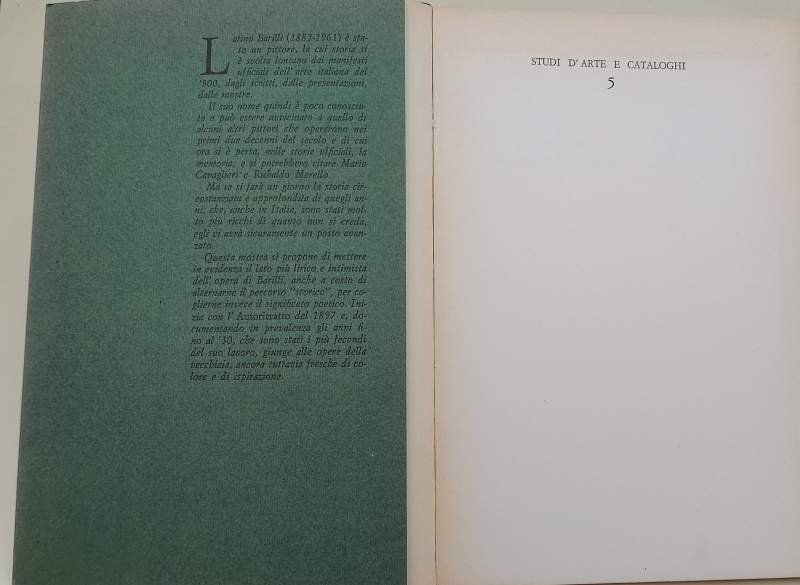 Latino Barilli (1883-1961) è sta-
to un pittore, la cui storia si
è svolta lontano dai manifesti
ufficiali dell'arte italiana del
'900, dagli scritti, dalle presentazioni,
dalle mostre.
Il suo nome quindi è poco conosciu-
to e può essere avvicinato a quello di
alcuni altri pittori che operarono nei
primi due decenni del secolo e di cui
ora si è persa, nelle storie ufficiali, la
memoria; e si potrebbero citare Mario
Cavaglieri e Rubaldo Merello.
Ma se si farà un giorno la storia cir-
costanziata e approfondita di quegli an-
ni, che, anche in Italia, sono stati mol-
to più ricchi di quanto non si creda,
egli vi avrà sicuramente un posto avan-
zato.
Questa mostra si propone di mettere
in evidenza il lato più lirico e intimista
dell'opera di Barilli, anche a costo di
alternarne il percorso "storico", per co-
glierne invece il significato poetico. Ini-
zia con l'Autoritratto del 1897 e, do-
cumentando in prevalenza gli anni fi-
no al '30, che sono stati i più fecondi
del suo lavoro, giunge alle opere della
vecchiaia, ancora tuttavia fresche di co-
lore e di ispirazione.
STUDI D'ARTE E CATALOGHI
5